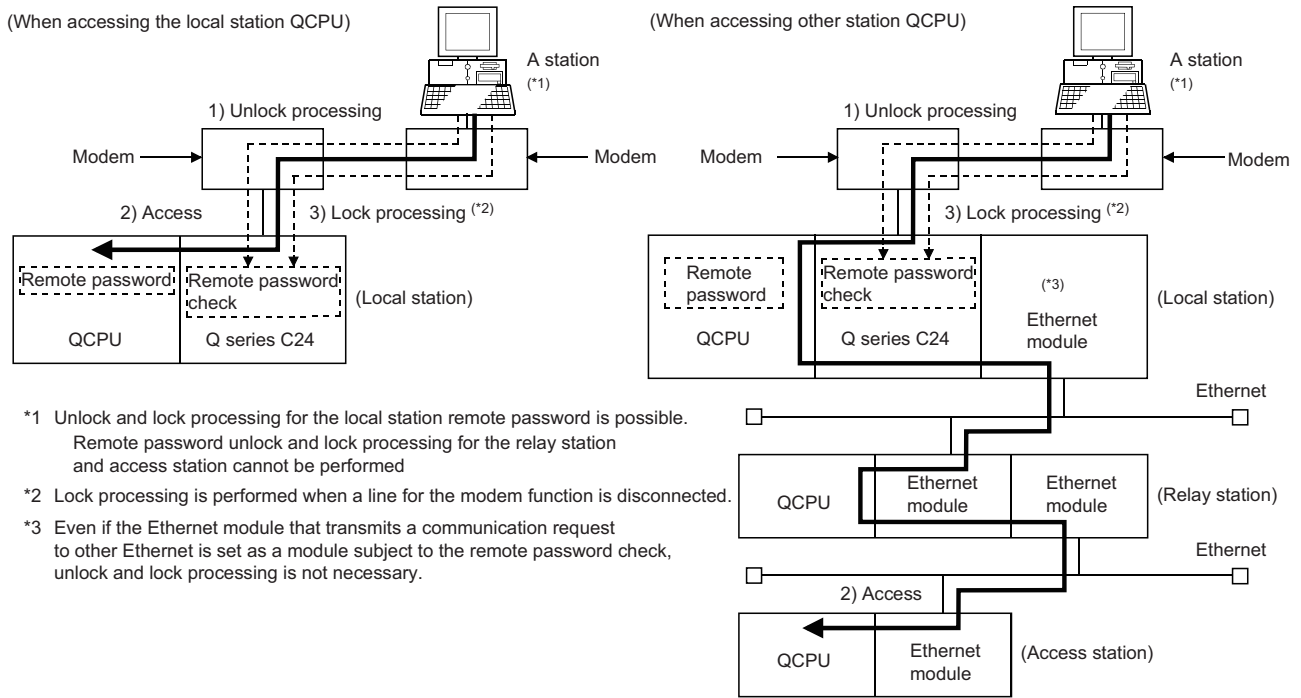 (When accessing the local station QCPU)
A station
(*1)
1) Unlock processing
Modem
Modem
2) Access
3) Lock processing (*2)
Remote password
Remote password
check
(Local station)
QCPU
Q series C24
(When accessing other station QCPU)
A station
(*1)
1) Unlock processing
Modem
Modem
3) Lock processing (*2)
Remote
password
Remote password
check
(*3)
(Local station)
QCPU
Q series C24
Ethernet
module
Ethernet
QCPU
Ethernet
module
Ethernet
module
(Relay station)
Ethernet
2) Access
QCPU
Ethernet
module
(Access station)
*1 Unlock and lock processing for the local station remote password is possible.
Remote password unlock and lock processing for the relay station
and access station cannot be performed
*2 Lock processing is performed when a line for the modem function is disconnected.
*3 Even if the Ethernet module that transmits a communication request
to other Ethernet is set as a module subject to the remote password check,
unlock and lock processing is not necessary.